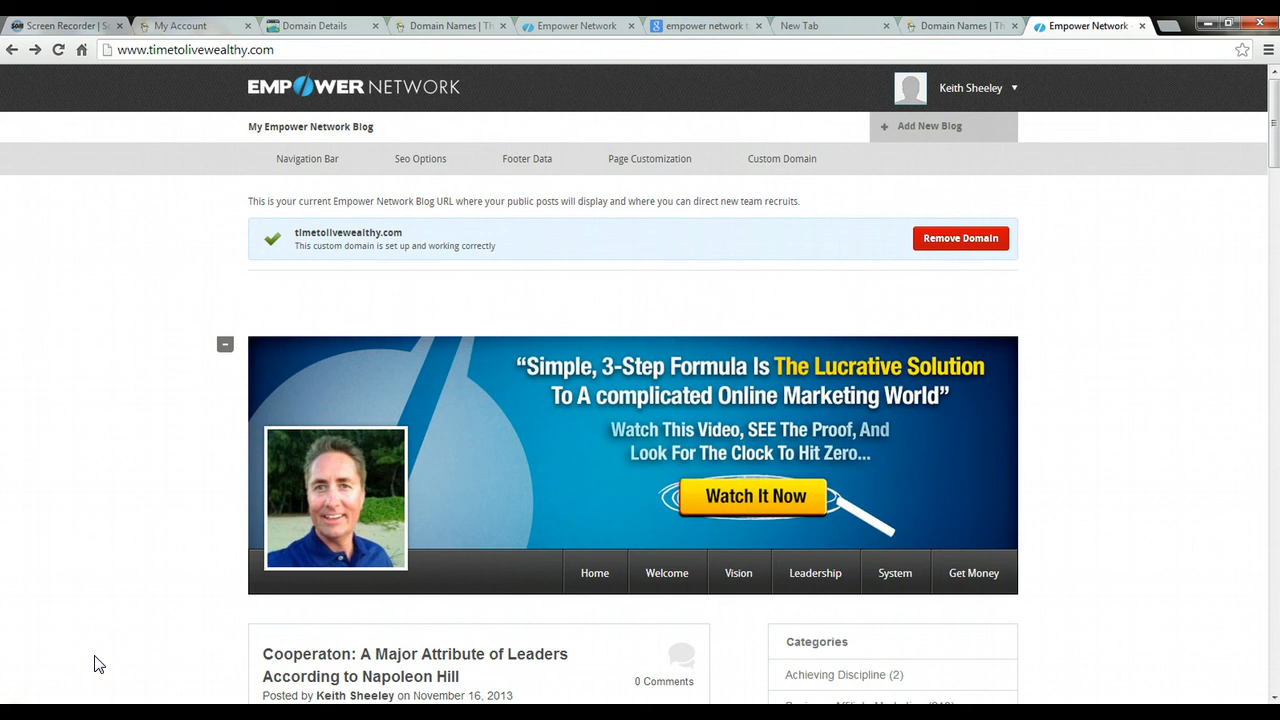 Screen Recorder | S
My Account
Domain Details
Domain Names | Th
Empower Network
empower network t
New Tab
Domain Names | Th
Empower Network
www.timetolivewealthy.com
EMPOWER NETWORK
Keith Sheeley
My Empower Network Blog
+ Add New Blog
Navigation Bar
Seo Options
Footer Data
Page Customization
Custom Domain
This is your current Empower Network Blog URL where your public posts will display and where you can direct new team recruits.
timetolivewealthy.com
This custom domain is set up and working correctly
Remove Domain
“Simple, 3-Step Formula Is The Lucrative Solution
To A complicated Online Marketing World”
Watch This Video, SEE The Proof, And
Look For The Clock To Hit Zero...
Watch It Now
Home
Welcome
Vision
Leadership
System
Get Money
Cooperaton: A Major Attribute of Leaders
According to Napoleon Hill
Posted by Keith Sheeley on November 16, 2013
0 Comments
Categories
Achieving Discipline (2)